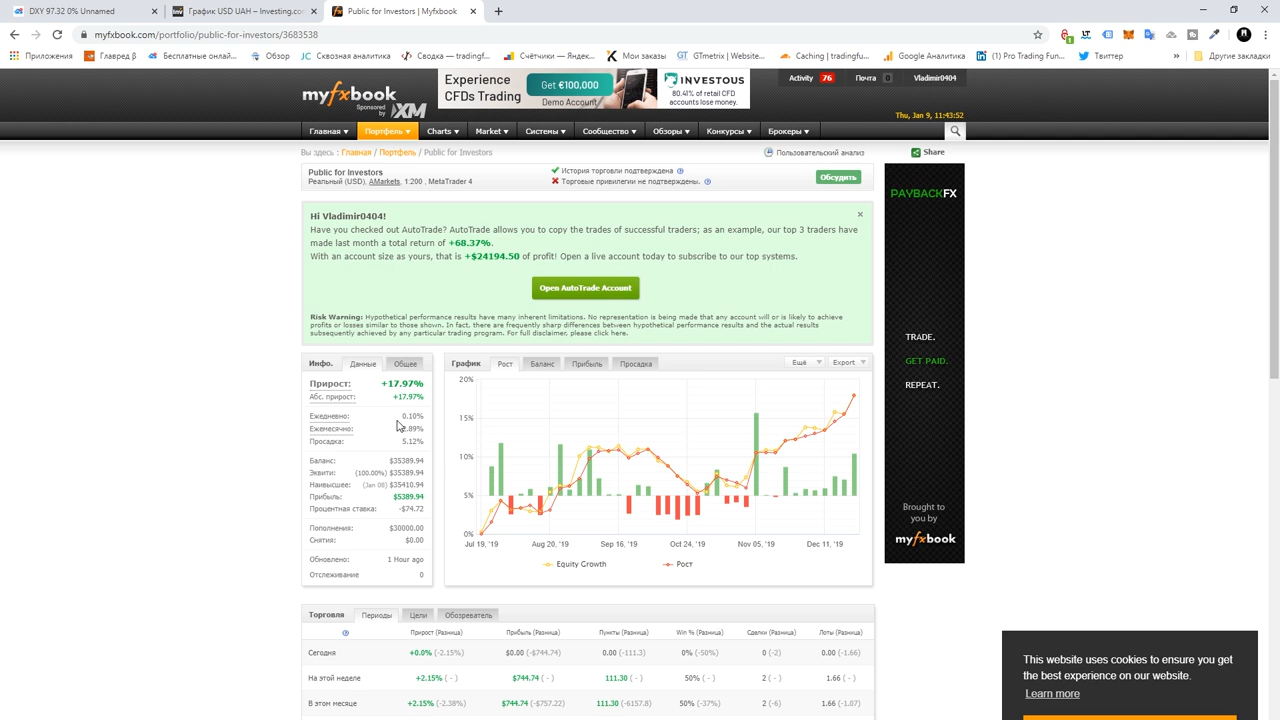 DXY 97.32 0% Unnamed
График USD UAH – Investing.com
Public for Investors | Myfxbook
myfxbook.com/portfolio/public-for-investors/3683538
Приложения
Главред β
Бесплатные онлай...
Обзор
Сквозная аналитика
Сводка — tradingf...
Счётчики — Яндек...
Мои заказы
GTmetrix | Website...
Caching | tradingfu...
Google Аналитика
(1) Pro Trading Fun...
Твиттер
»
Другие закладки
myfxbook
Sponsored by XM
Experience CFDs Trading
Get €100,000
Demo Account
INVESTOUS
80.41% of retail CFD accounts lose money.
Activity 76
Почта 0
Vladimir0404
Thu, Jan 9, 11:43:52
Главная
Портфель
Charts
Market
Системы
Сообщество
Обзоры
Конкурсы
Брокеры
Вы здесь : Главная / Портфель / Public for Investors
Пользовательский анализ
Share
Public for Investors
Реальный (USD), AMarkets, 1:200 , MetaTrader 4
История торговли подтверждена
Торговые привилегии не подтверждены.
Обсудить
Hi Vladimir0404!
Have you checked out AutoTrade? AutoTrade allows you to copy the trades of successful traders; as an example, our top 3 traders have
made last month a total return of +68.37%.
With an account size as yours, that is +$24194.50 of profit! Open a live account today to subscribe to our top systems.
Open AutoTrade Account
Risk Warning: Hypothetical performance results have many inherent limitations. No representation is being made that any account will or is likely to achieve
profits or losses similar to those shown. In fact, there are frequently sharp differences between hypothetical performance results and the actual results
subsequently achieved by any particular trading program. For full disclaimer, please click here.
PAYBACKFX
TRADE.
GET PAID.
REPEAT.
Brought to
you by
myfxbook
Инфо. Данные Общее
Прирост: +17.97%
Абс. прирост: +17.97%
Ежедневно: 0.10%
Ежемесячно: .89%
Просадка: 5.12%
Баланс: $35389.94
Эквити: (100.00%) $35389.94
Наивысшее: (Jan 08) $35410.94
Прибыль: $5389.94
Процентная ставка: -$74.72
Пополнения: $30000.00
Снятия: $0.00
Обновлено: 1 Hour ago
Отслеживание 0
График Рост Баланс Прибыль Просадка
Ещё
Export
20%
15%
10%
5%
0%
Jul 19, '19 Aug 20, '19 Sep 16, '19 Oct 24, '19 Nov 05, '19 Dec 11, '19
Equity Growth Рост
Торговля Периоды Цели Обозреватель
Прирост (Разница) Прибыль (Разница) Пункты (Разница) Win % (Разница) Сделки (Разница) Лоты (Разница)
Сегодня +0.0% (-2.15%) $0.00 (-$744.74) 0.00 (-111.3) 0% (-50%) 0 (-2) 0.00 (-1.66)
На этой неделе +2.15% ( - ) $744.74 ( - ) 111.30 ( - ) 50% ( - ) 2 ( - ) 1.66 ( - )
В этом месяце +2.15% (-2.38%) $744.74 (-$757.22) 111.30 (-6157.8) 50% (-37%) 2 (-6) 1.66 (-1.07)
This website uses cookies to ensure you get
the best experience on our website.
Learn more